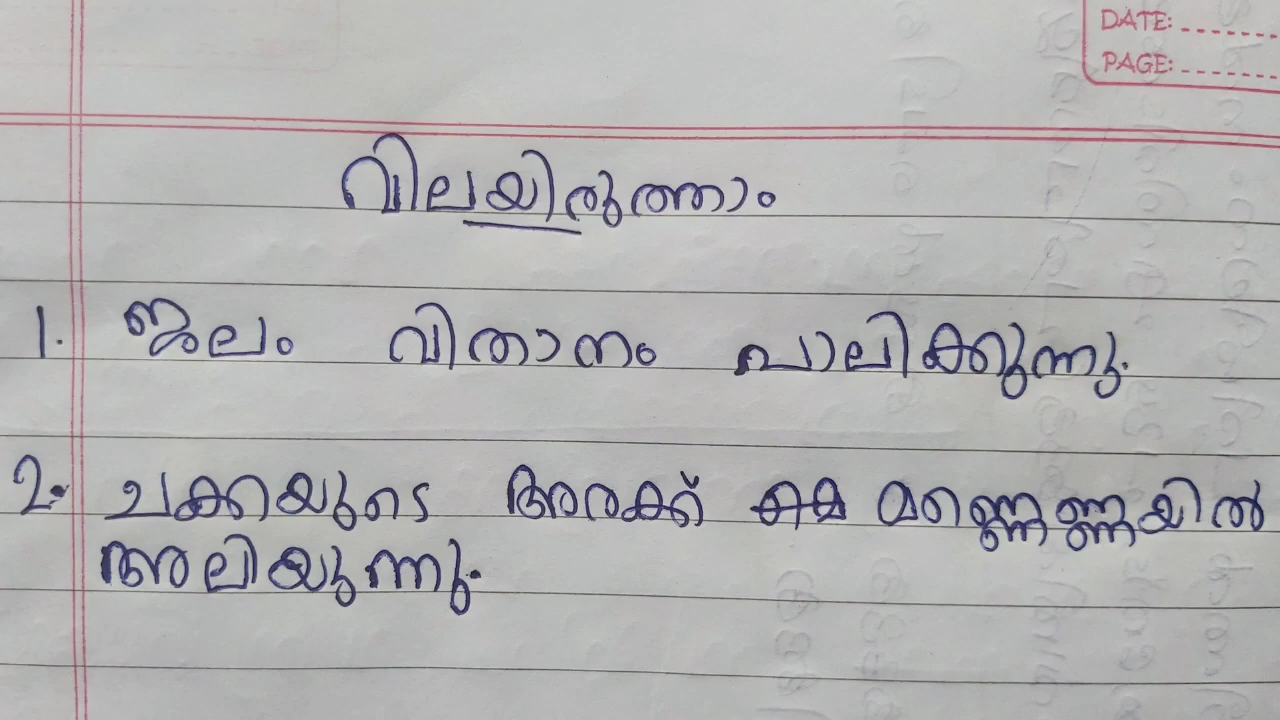 DATE:
PAGE:
വിലയിരുത്താം
1. ജലം വിതാനം പാലിക്കുന്നു.
2. ചക്കയുടെ അരക്ക് മണ്ണെണ്ണയിൽ
അലിയുന്നു.